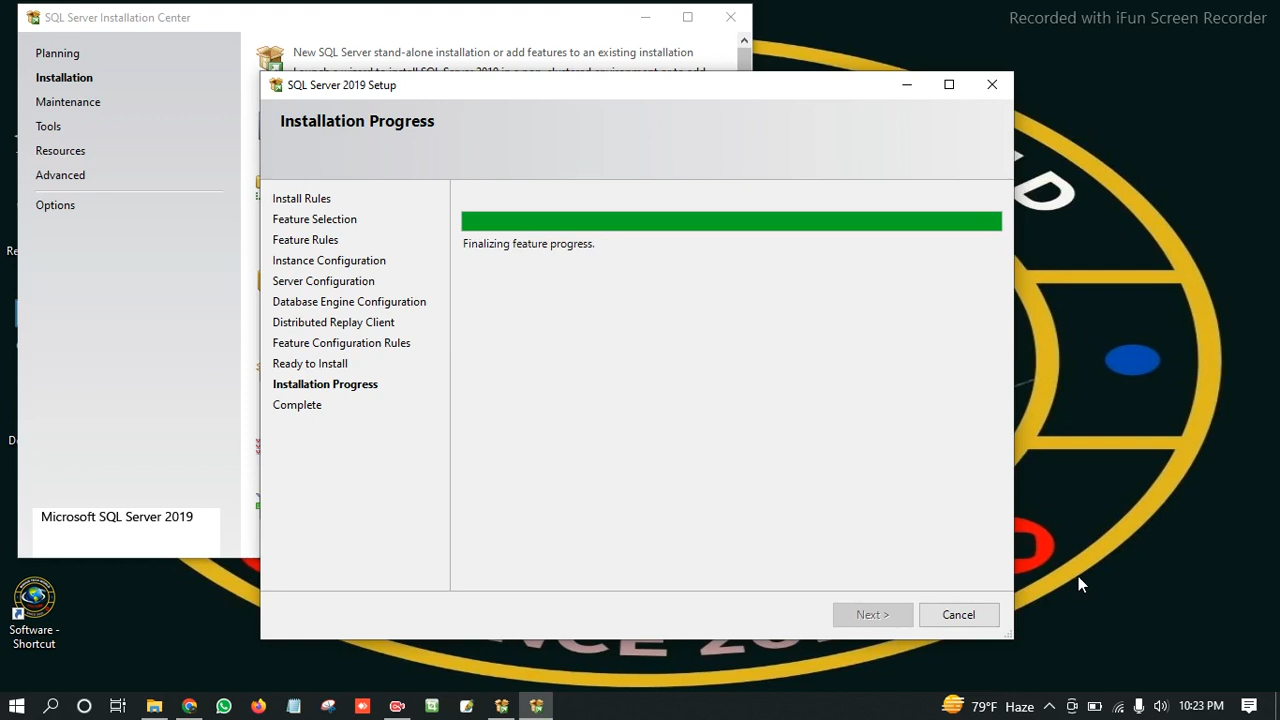 SQL Server Installation Center
Recorded with iFun Screen Recorder
Planning
Installation
Maintenance
Tools
Resources
Advanced
Options
Microsoft SQL Server 2019
New SQL Server stand-alone installation or add features to an existing installation
SQL Server 2019 Setup
Installation Progress
Install Rules
Feature Selection
Feature Rules
Instance Configuration
Server Configuration
Database Engine Configuration
Distributed Replay Client
Feature Configuration Rules
Ready to Install
Installation Progress
Complete
Finalizing feature progress.
Next >
Cancel
Software -
Shortcut
79°F Haze
10:23 PM